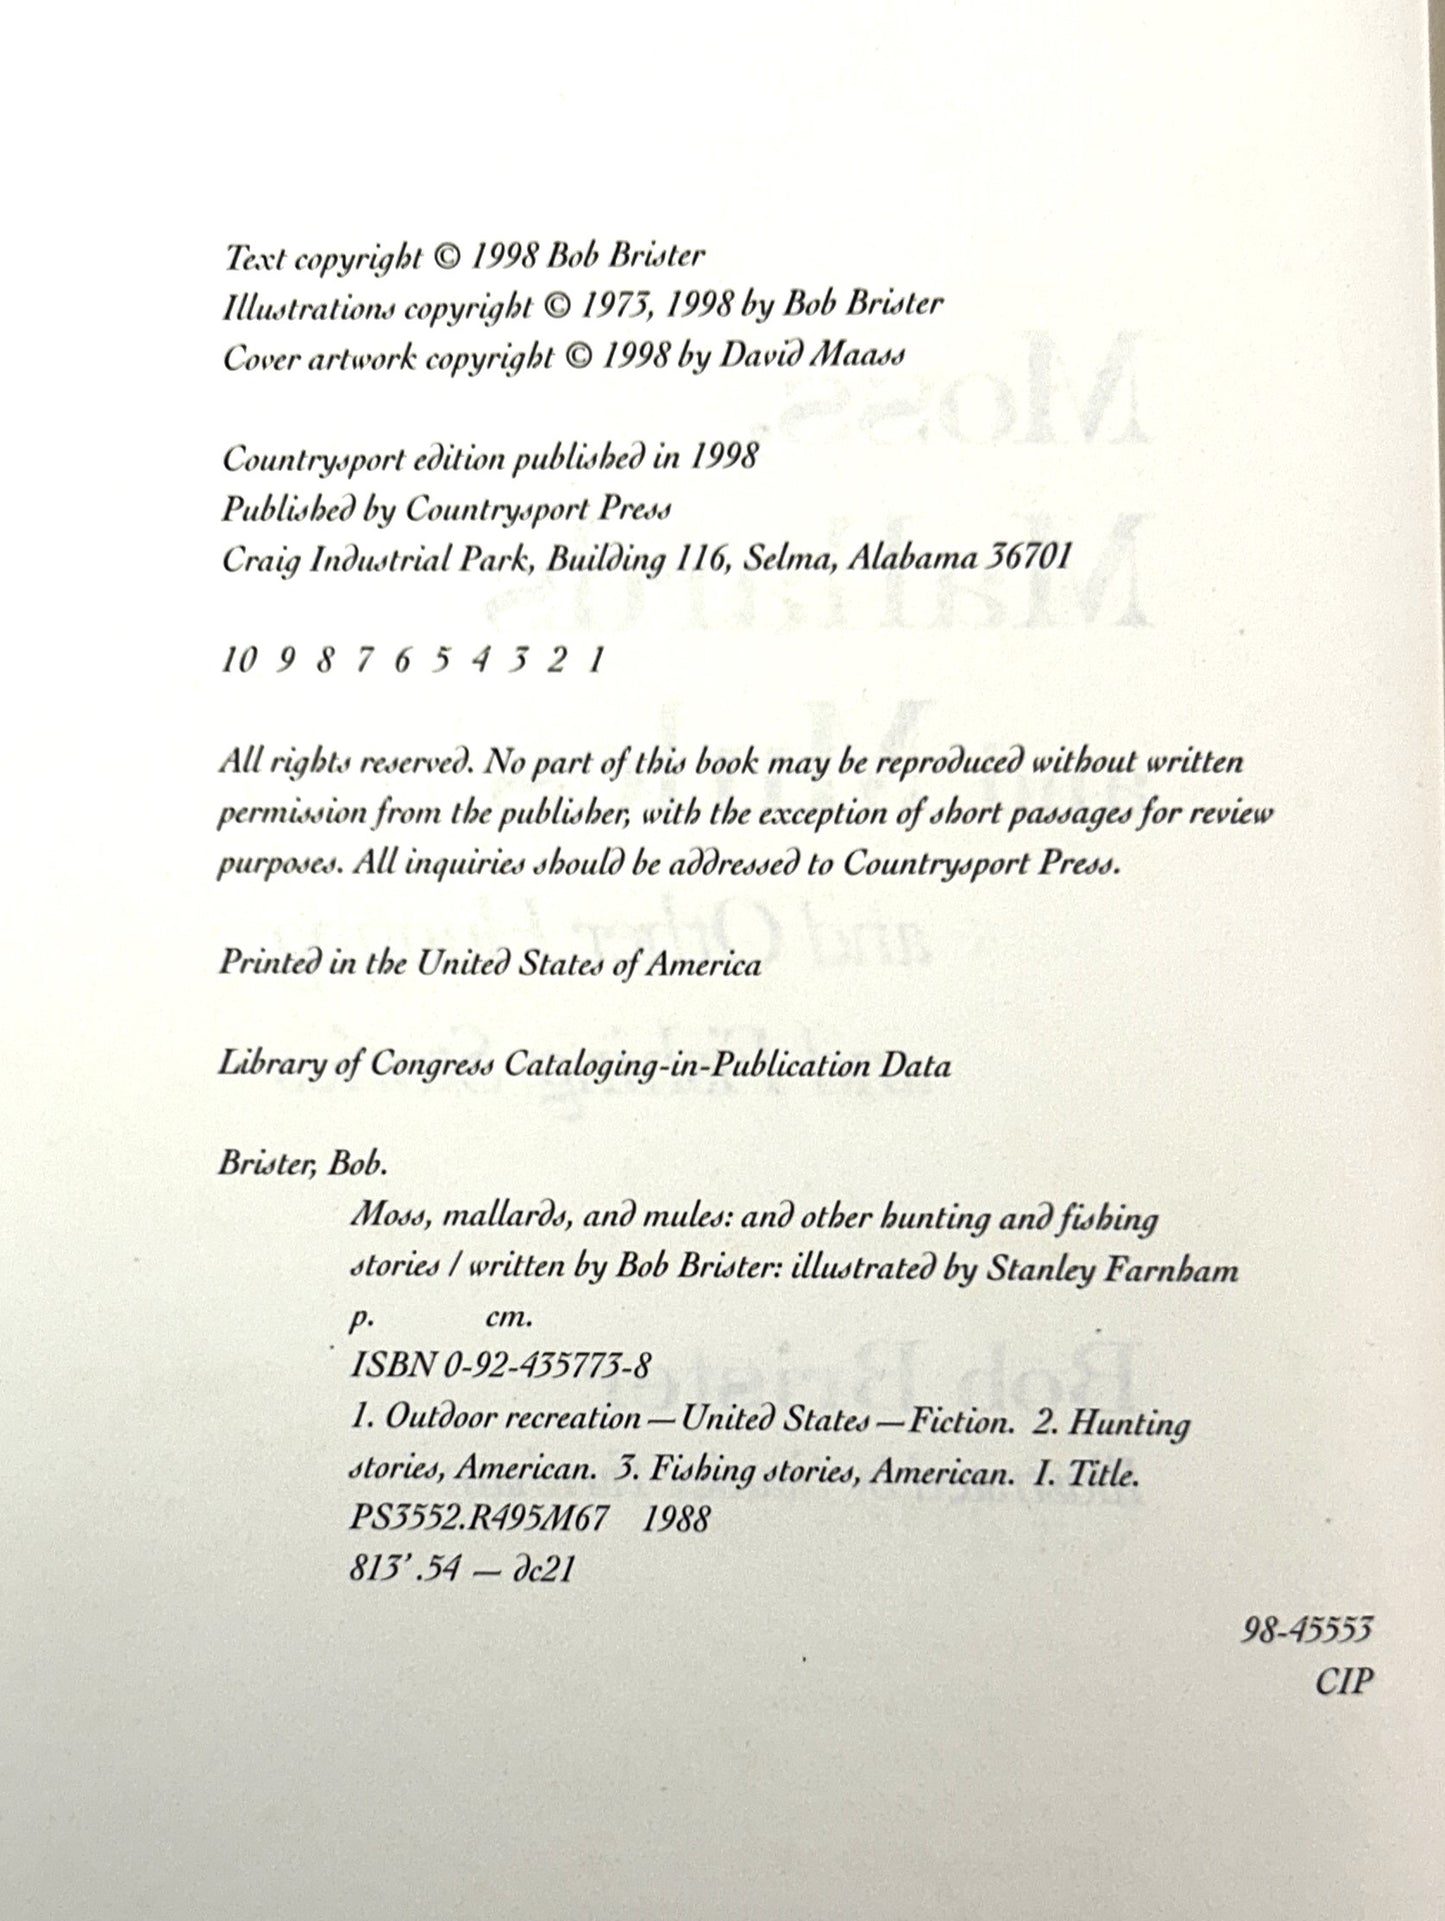 Text copyright © 1998 Bob Brister
Illustrations copyright © 1973, 1998 by Bob Brister
Cover artwork copyright © 1998 by David Maass
Countrysport edition published in 1998
Published by Countrysport Press
Craig Industrial Park, Building 116, Selma, Alabama 36701
10 9 8 7 6 5 4 3 2 1
All rights reserved. No part of this book may be reproduced without written
permission from the publisher, with the exception of short passages for review
purposes. All inquiries should be addressed to Countrysport Press.
Printed in the United States of America
Library of Congress Cataloging-in-Publication Data
Brister, Bob.
Moss, mallards, and mules: and other hunting and fishing
stories / written by Bob Brister: illustrated by Stanley Farnham
p. cm.
ISBN 0-92-435773-8
1. Outdoor recreation—United States—Fiction. 2. Hunting
stories, American. 3. Fishing stories, American. I. Title.
PS3552.R495M67 1988
813'.54 — dc21
98-45553
CIP